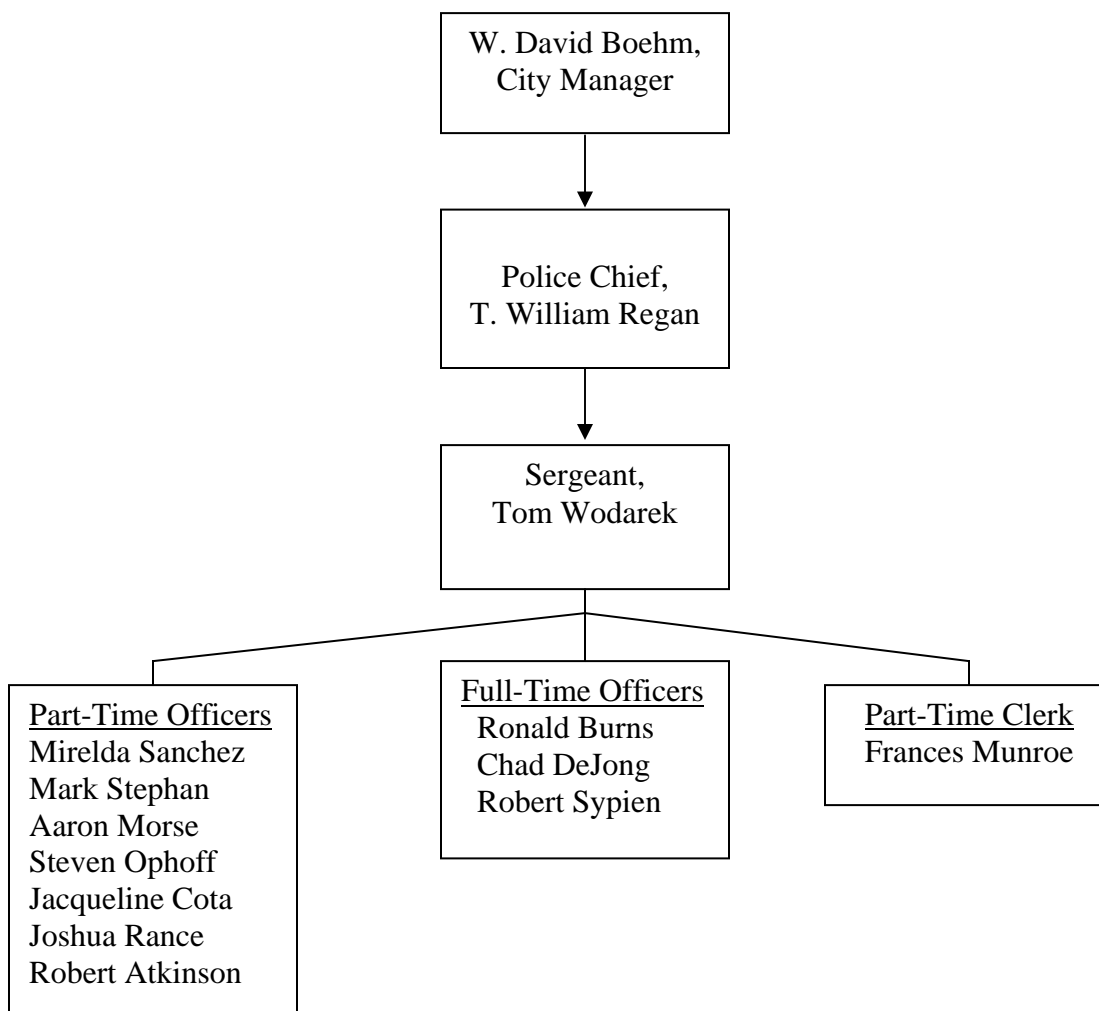 W. David Boehm,
City Manager
Police Chief,
T. William Regan
Sergeant,
Tom Wodarek
Part-Time Officers
Mirelda Sanchez
Mark Stephan
Aaron Morse
Steven Ophoff
Jacqueline Cota
Joshua Rance
Robert Atkinson
Full-Time Officers
Ronald Burns
Chad DeJong
Robert Sypien
Part-Time Clerk
Frances Munroe